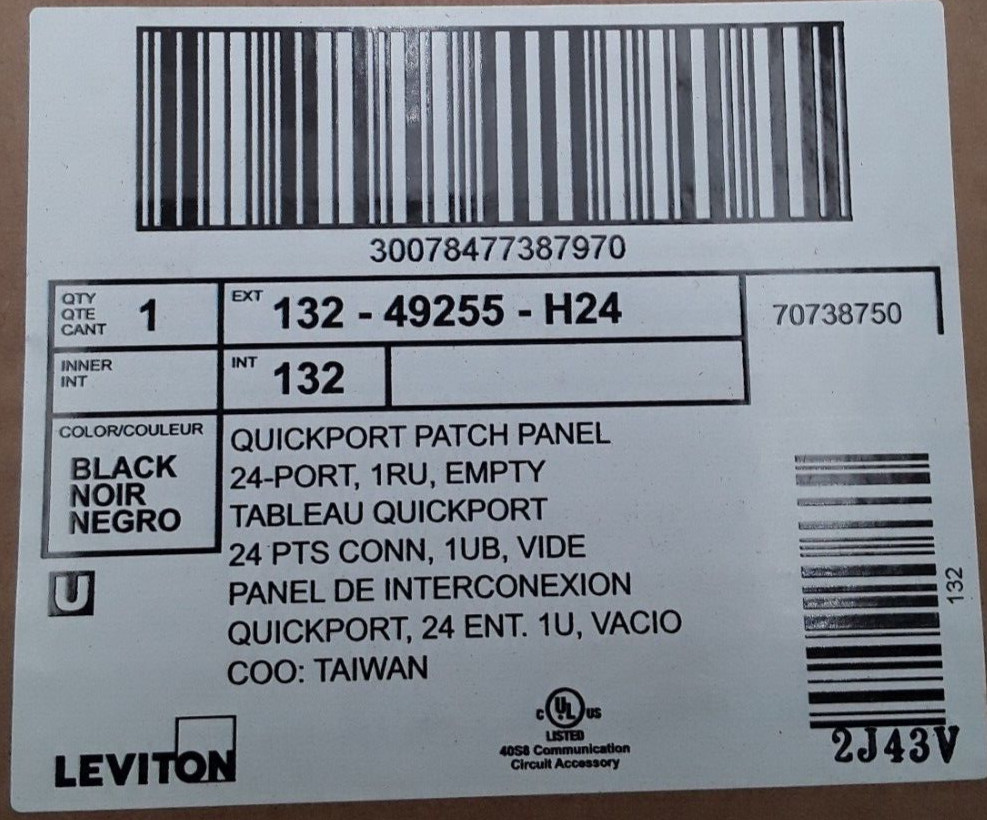 30078477387970
QTY
QTE
CANT
1
EXT
132 - 49255 - H24
70738750
INNER
INT
INT
132
COLOR/COULEUR
BLACK
NOIR
NEGRO
QUICKPORT PATCH PANEL
24-PORT, 1RU, EMPTY
TABLEAU QUICKPORT
24 PTS CONN, 1UB, VIDE
PANEL DE INTERCONEXION
QUICKPORT, 24 ENT. 1U, VACIO
COO: TAIWAN
U
132
2J43V
LEVITON
C UL US
LISTED
40S8 Communication
Circuit Accessory